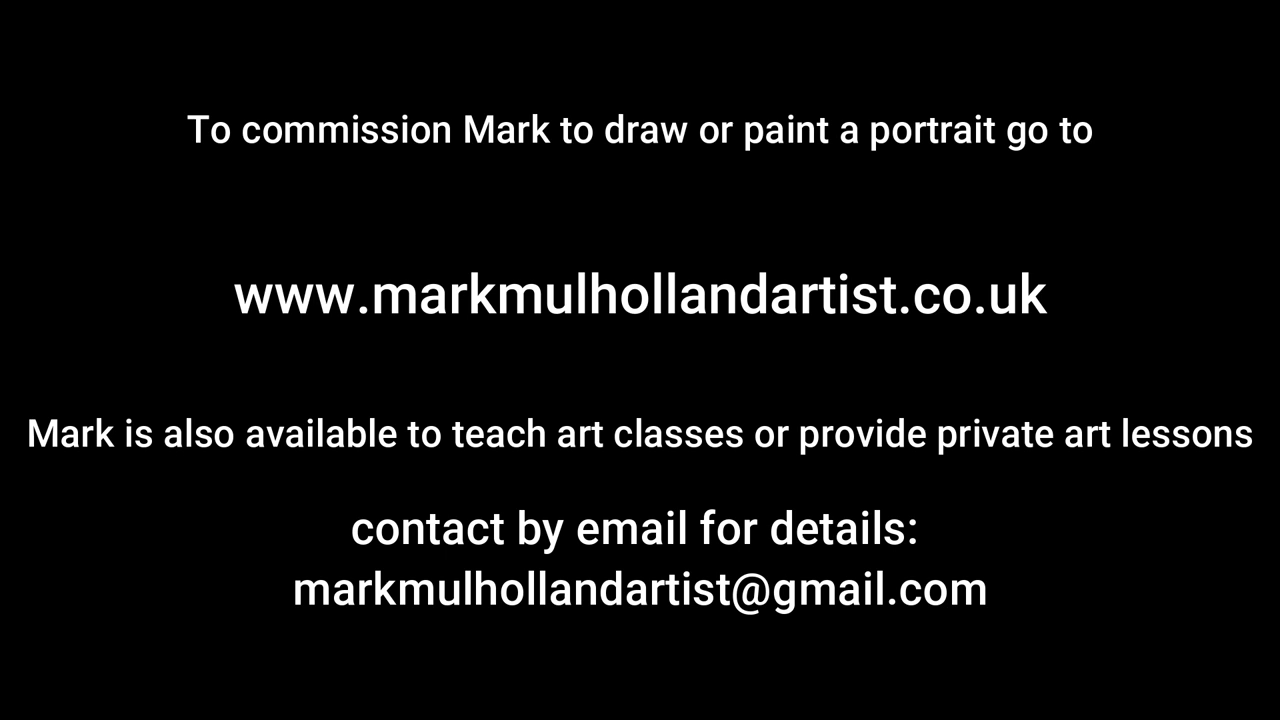 To commission Mark to draw or paint a portrait go to
www.markmulhollandartist.co.uk
Mark is also available to teach art classes or provide private art lessons
contact by email for details:
markmulhollandartist@gmail.com